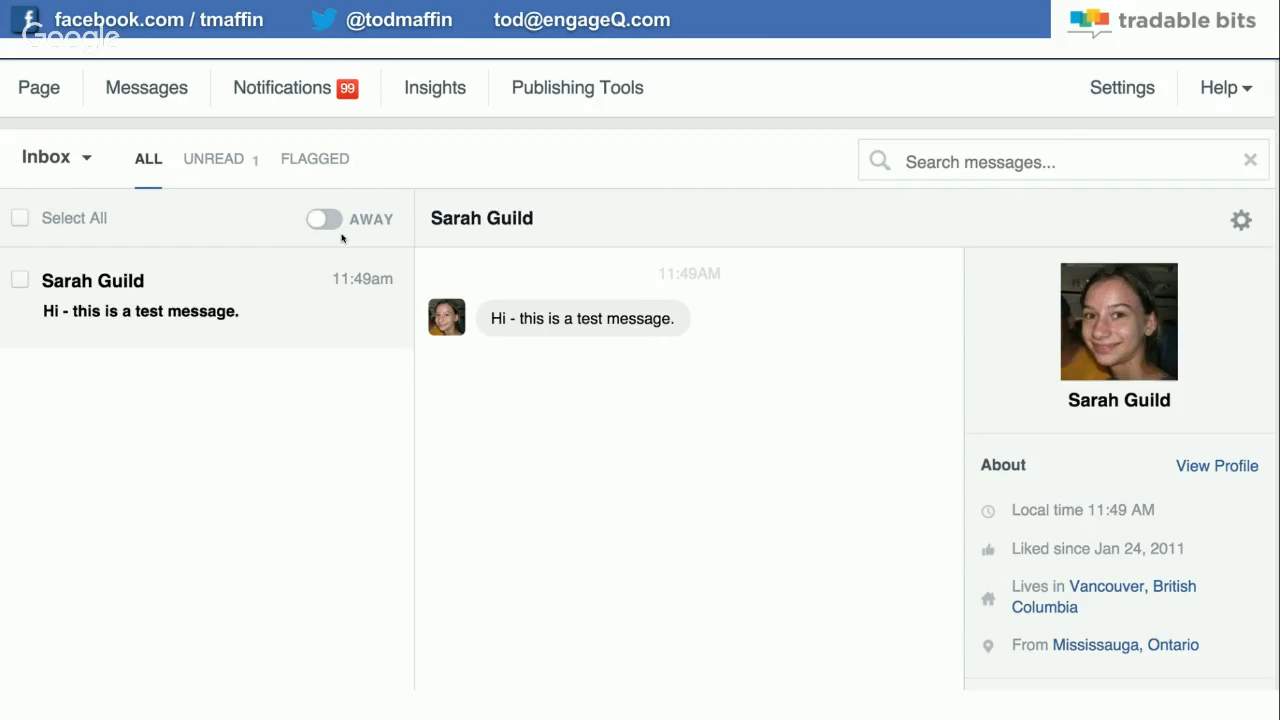 facebook.com / tmaffin @todmaffin tod@engageQ.com tradable bits
Google
Page Messages Notifications 99 Insights Publishing Tools Settings Help
Inbox ALL UNREAD 1 FLAGGED Search messages...
Select All AWAY Sarah Guild
Sarah Guild 11:49am
Hi - this is a test message.
11:49AM
Hi - this is a test message.
Sarah Guild
About View Profile
Local time 11:49 AM
Liked since Jan 24, 2011
Lives in Vancouver, British
Columbia
From Mississauga, Ontario